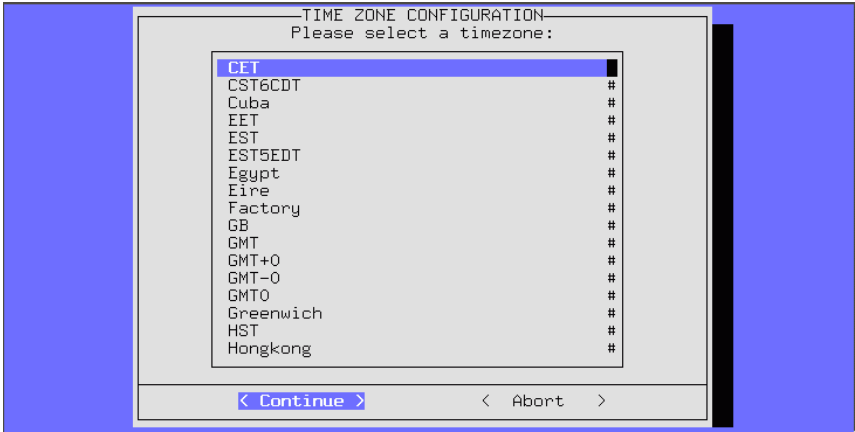 TIME ZONE CONFIGURATION
Please select a timezone:
CET
CST6CDT #
Cuba #
EET #
EST #
EST5EDT #
Egypt #
Eire #
Factory #
GB #
GMT #
GMT+0 #
GMT-0 #
GMT0 #
Greenwich #
HST #
Hongkong #
< Continue > < Abort >